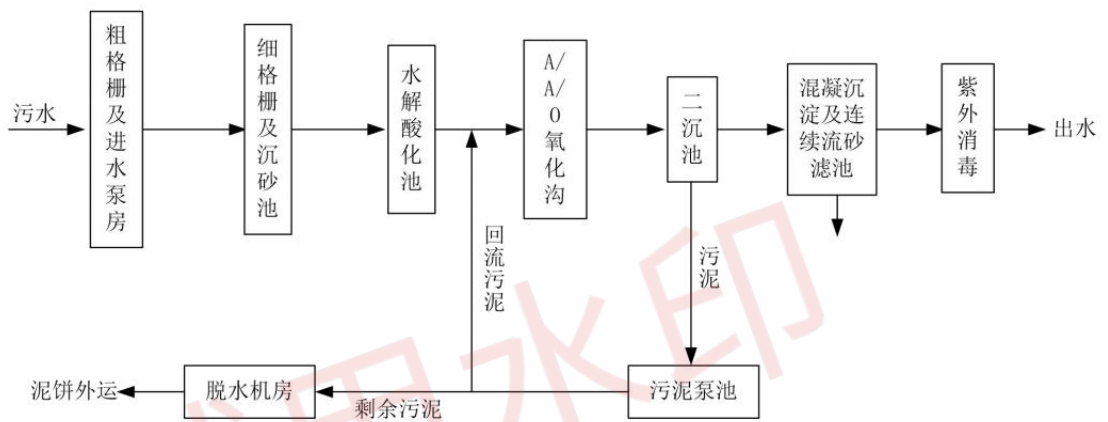 粗格栅及进水泵房
细格栅及沉砂池
水解酸化池
A/A/O氧化沟
二沉池
混凝沉
淀及连
续流砂
滤池
紫外消毒
污水
出水
回流污泥
污泥
泥饼外运
脱水机房
剩余污泥
污泥泵池
水印